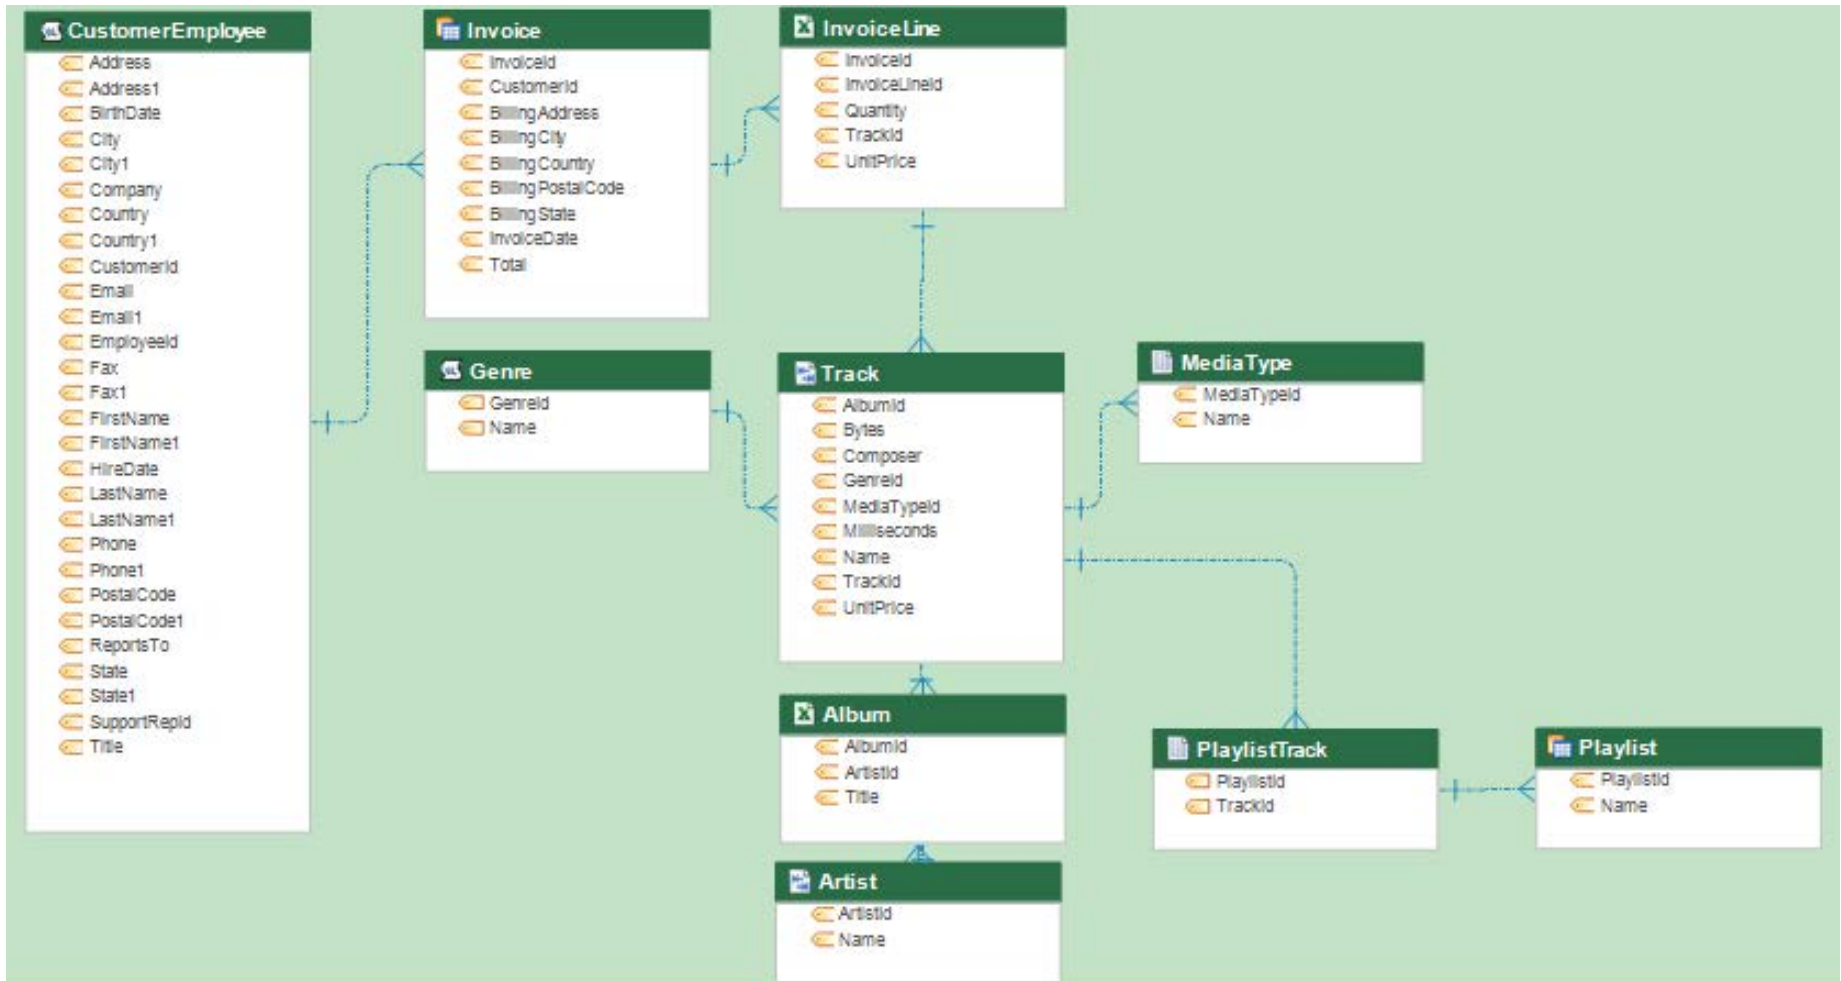 CustomerEmployee
Address
Address1
BirthDate
City
City1
Company
Country
Country1
CustomerId
Email
Email1
EmployeeId
Fax
Fax1
FirstName
FirstName1
HireDate
LastName
LastName1
Phone
Phone1
PostalCode
PostalCode1
ReportsTo
State
State1
SupportRepId
Title
Invoice
InvoiceId
CustomerId
BillingAddress
BillingCity
BillingCountry
BillingPostalCode
BillingState
InvoiceDate
Total
InvoiceLine
InvoiceId
InvoiceLineId
Quantity
TrackId
UnitPrice
Genre
GenreId
Name
Track
AlbumId
Bytes
Composer
GenreId
MediaTypeId
Milliseconds
Name
TrackId
UnitPrice
MediaType
MediaTypeId
Name
Album
AlbumId
ArtistId
Title
Artist
ArtistId
Name
PlaylistTrack
PlaylistId
TrackId
Playlist
PlaylistId
Name